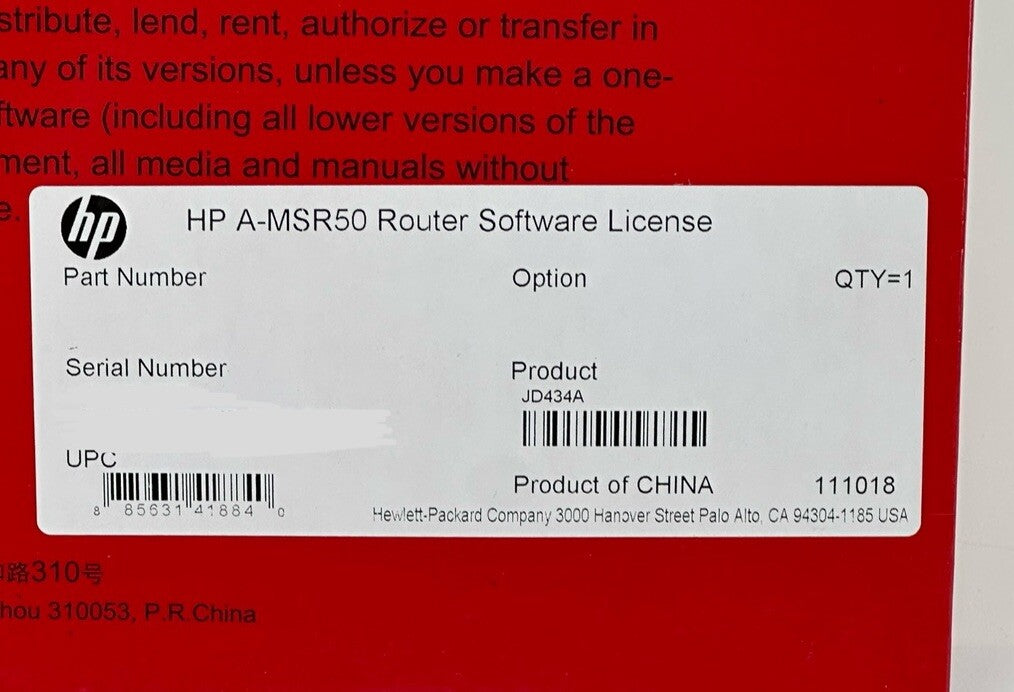 stribute, lend, rent, authorize or transfer in
any of its versions, unless you make a one-
ftware (including all lower versions of the
ment, all media and manuals without
e.
hp HP A-MSR50 Router Software License
Part Number Option QTY=1
Serial Number Product
JD434A
UPC
Product of CHINA 111018
8 85631 41884 0
Hewlett-Packard Company 3000 Hanover Street Palo Alto, CA 94304-1185 USA
路310号
hou 310053, P.R.China